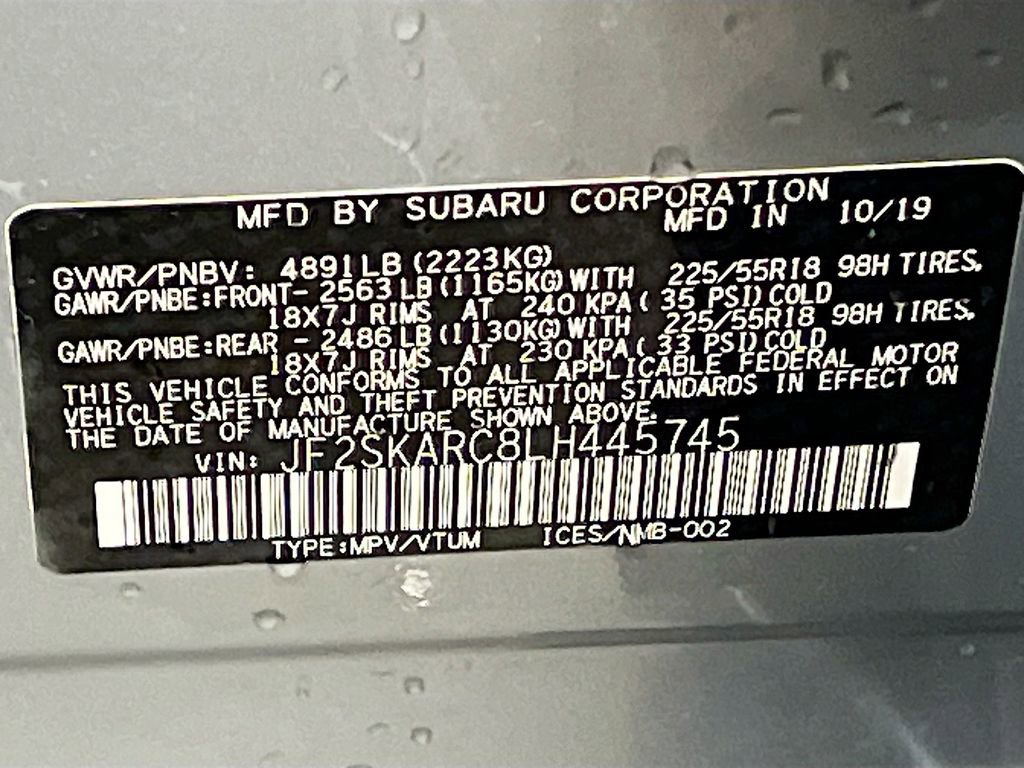 MFD BY SUBARU CORPORATION
MFD IN 10/19
GVWR/PNBV: 4891LB (2223KG)
GAWR/PNBE:FRONT- 2563 LB (1165KG)WITH 225/55R18 98H TIRES.
18X7J RIMS AT 240 KPA ( 35 PSI) COLD
GAWR/PNBE:REAR - 2486 LB (1130KG)WITH 225/55R18 98H TIRES.
18X7J RIMS AT 230 KPA ( 33 PSI) COLD
THIS VEHICLE CONFORMS TO ALL APPLICABLE FEDERAL MOTOR
VEHICLE SAFETY AND THEFT PREVENTION STANDARDS IN EFFECT ON
THE DATE OF MANUFACTURE SHOWN ABOVE.
VIN: JF2SKARC8LH445745
TYPE:MPV/VTUM ICES/NMB-002